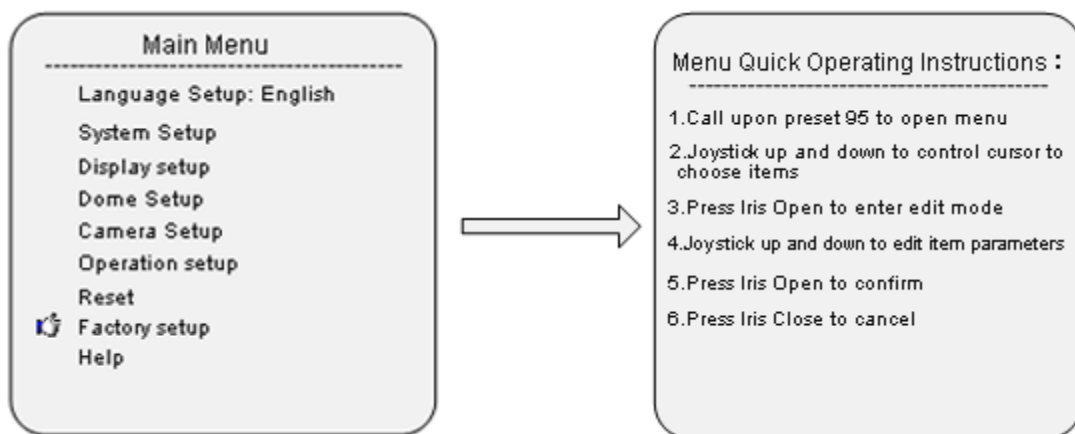 Main Menu
Language Setup: English
System Setup
Display setup
Dome Setup
Camera Setup
Operation setup
Reset
Factory setup
Help
Menu Quick Operating Instructions：
1.Call upon preset 95 to open menu
2.Joystick up and down to control cursor to
choose items
3.Press Iris Open to enter edit mode
4.Joystick up and down to edit item parameters
5.Press Iris Open to confirm
6.Press Iris Close to cancel